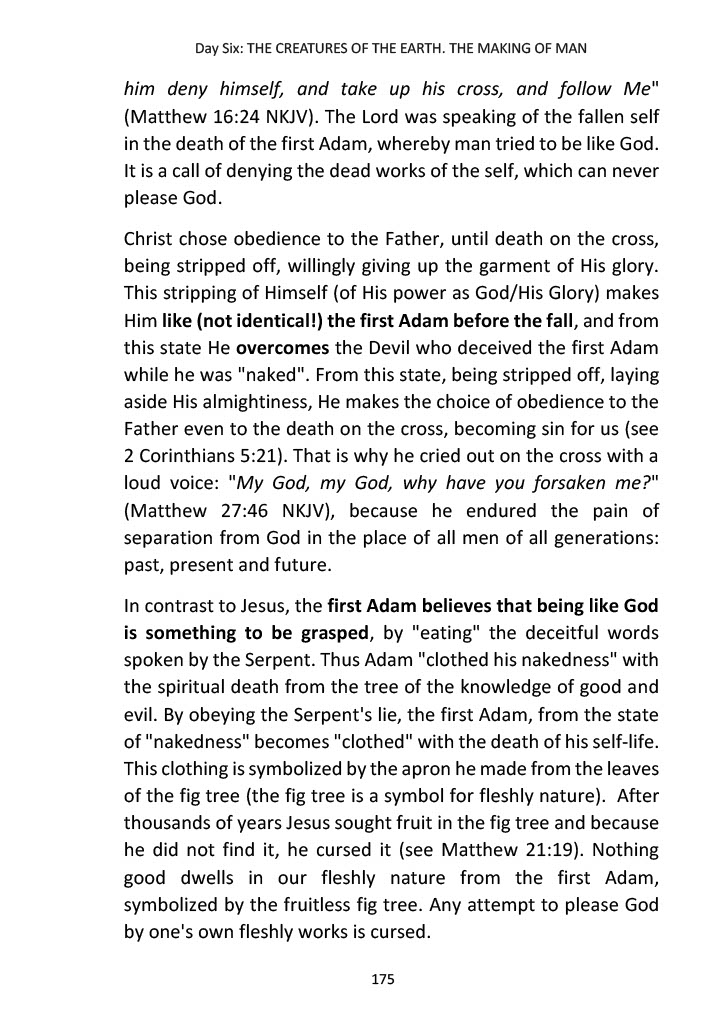 Day Six: THE CREATURES OF THE EARTH. THE MAKING OF MAN
him deny himself, and take up his cross, and follow Me"
(Matthew 16:24 NKJV). The Lord was speaking of the fallen self
in the death of the first Adam, whereby man tried to be like God.
It is a call of denying the dead works of the self, which can never
please God.
Christ chose obedience to the Father, until death on the cross,
being stripped off, willingly giving up the garment of His glory.
This stripping of Himself (of His power as God/His Glory) makes
Him like (not identical!) the first Adam before the fall, and from
this state He overcomes the Devil who deceived the first Adam
while he was "naked". From this state, being stripped off, laying
aside His almightiness, He makes the choice of obedience to the
Father even to the death on the cross, becoming sin for us (see
2 Corinthians 5:21). That is why he cried out on the cross with a
loud voice: "My God, my God, why have you forsaken me?"
(Matthew 27:46 NKJV), because he endured the pain of
separation from God in the place of all men of all generations:
past, present and future.
In contrast to Jesus, the first Adam believes that being like God
is something to be grasped, by "eating" the deceitful words
spoken by the Serpent. Thus Adam "clothed his nakedness" with
the spiritual death from the tree of the knowledge of good and
evil. By obeying the Serpent's lie, the first Adam, from the state
of "nakedness" becomes "clothed" with the death of his self-life.
This clothing is symbolized by the apron he made from the leaves
of the fig tree (the fig tree is a symbol for fleshly nature).  After
thousands of years Jesus sought fruit in the fig tree and because
he did not find it, he cursed it (see Matthew 21:19). Nothing
good dwells in our fleshly nature from the first Adam,
symbolized by the fruitless fig tree. Any attempt to please God
by one's own fleshly works is cursed.
175